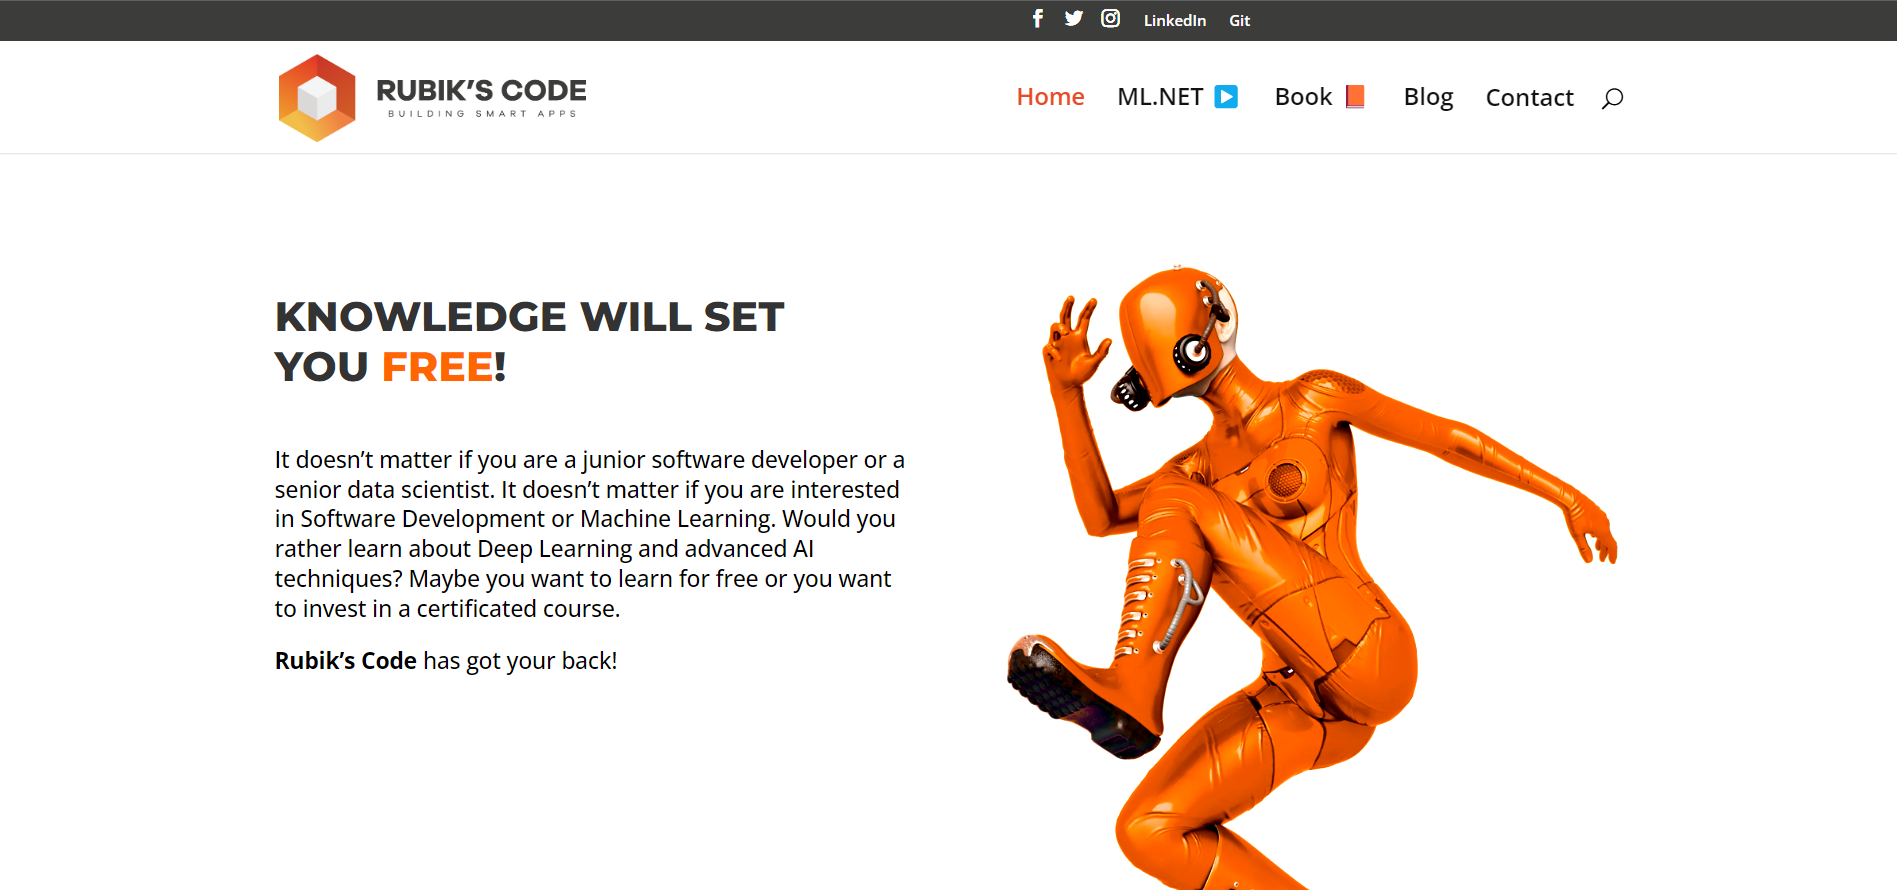 LinkedIn Git
RUBIK’S CODE
BUILDING SMART APPS
Home ML.NET Book Blog Contact
KNOWLEDGE WILL SET
YOU FREE!
It doesn’t matter if you are a junior software developer or a
senior data scientist. It doesn’t matter if you are interested
in Software Development or Machine Learning. Would you
rather learn about Deep Learning and advanced AI
techniques? Maybe you want to learn for free or you want
to invest in a certificated course.
Rubik’s Code has got your back!